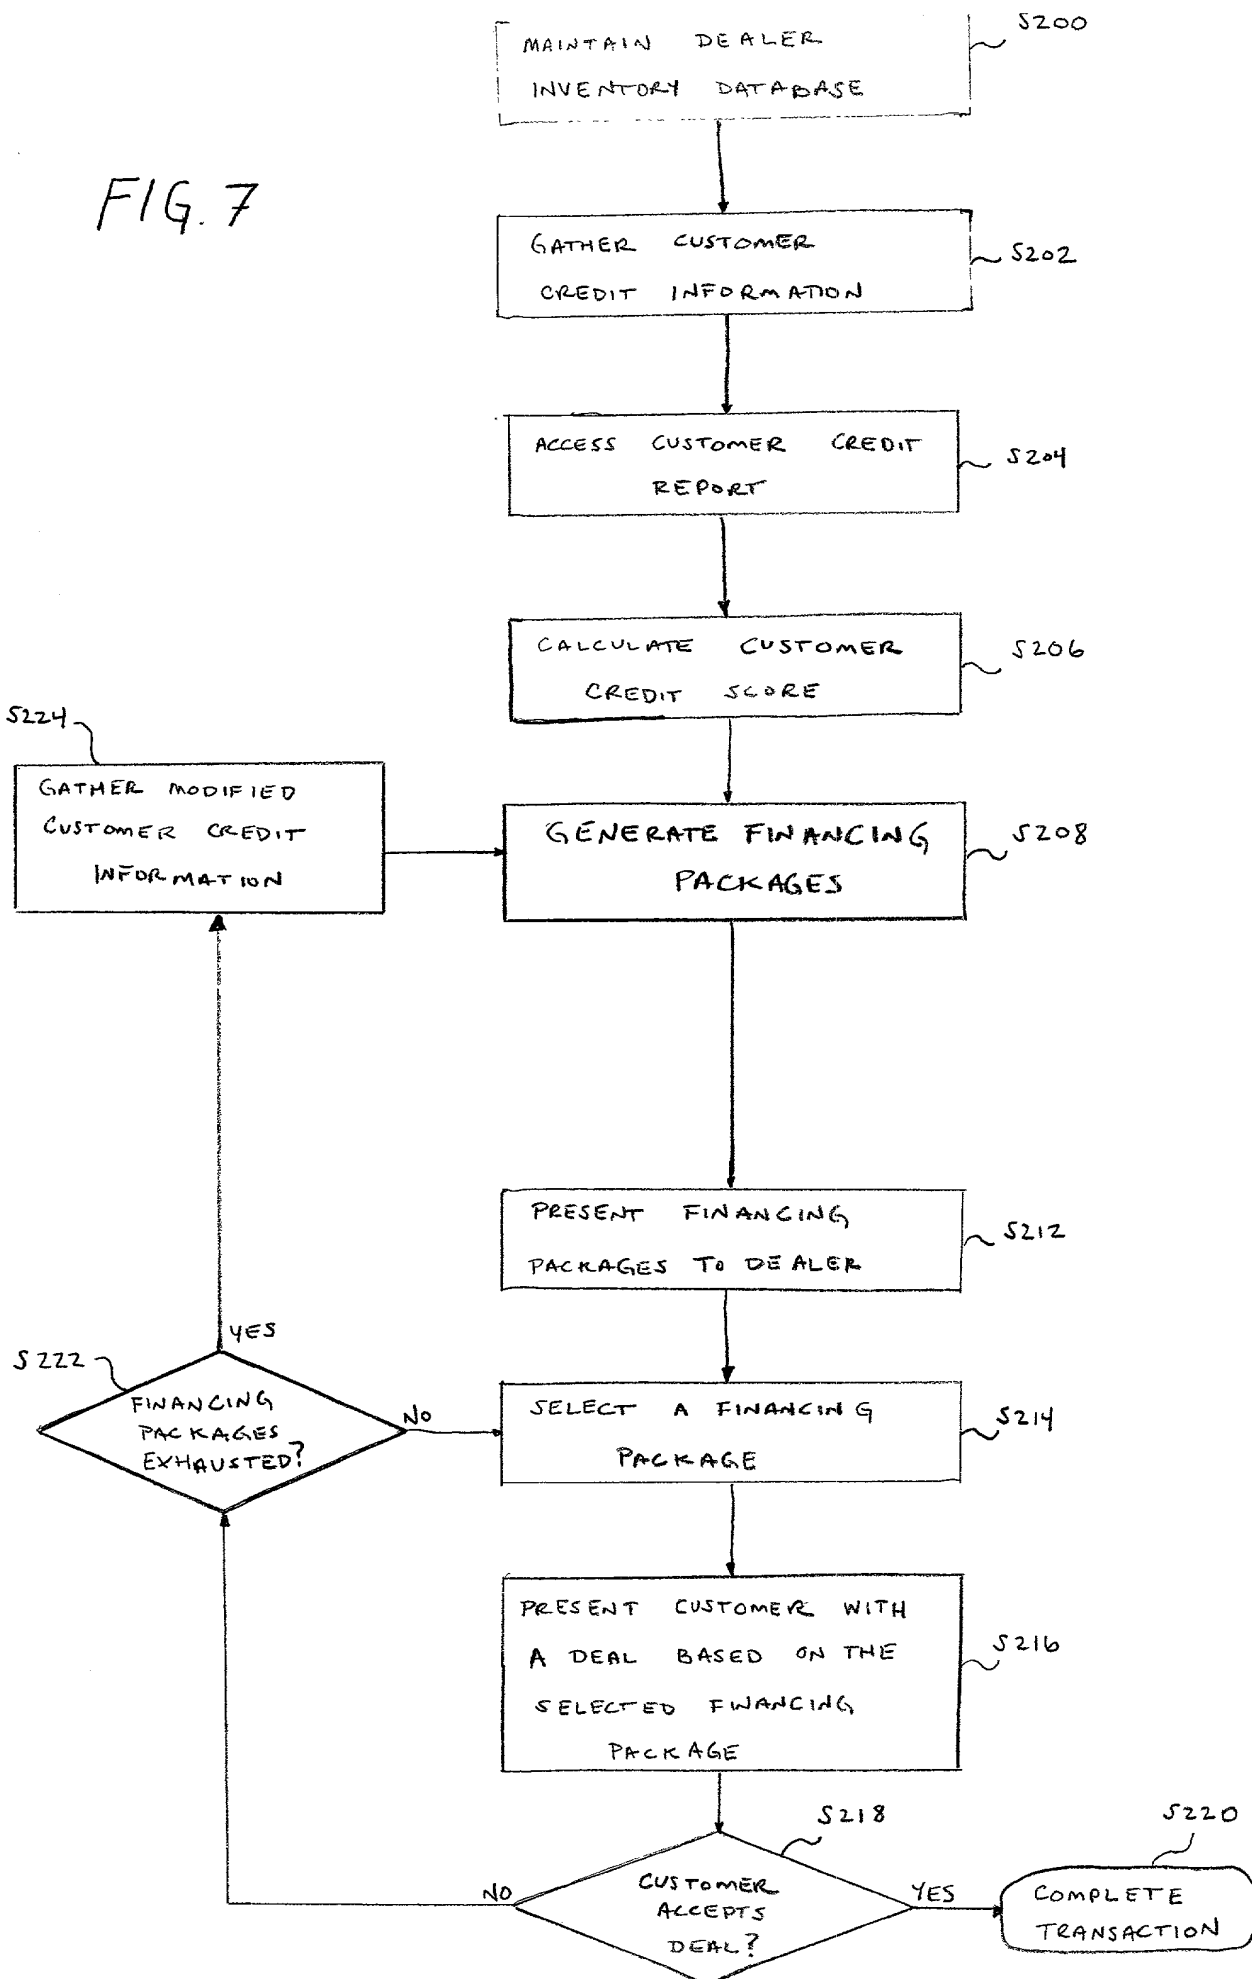 S200
MAINTAIN DEALER
INVENTORY DATABASE
FIG. 7
GATHER CUSTOMER
CREDIT INFORMATION
S202
ACCESS CUSTOMER CREDIT
REPORT
S204
CALCULATE CUSTOMER
CREDIT SCORE
S206
S224
GATHER MODIFIED
CUSTOMER CREDIT
INFORMATION
GENERATE FINANCING
PACKAGES
S208
PRESENT FINANCING
PACKAGES TO DEALER
S212
YES
S222
FINANCING
PACKAGES
EXHAUSTED?
NO
SELECT A FINANCING
PACKAGE
S214
PRESENT CUSTOMER WITH
A DEAL BASED ON THE
SELECTED FINANCING
PACKAGE
S216
S218
NO
CUSTOMER
ACCEPTS
DEAL?
YES
S220
COMPLETE
TRANSACTION